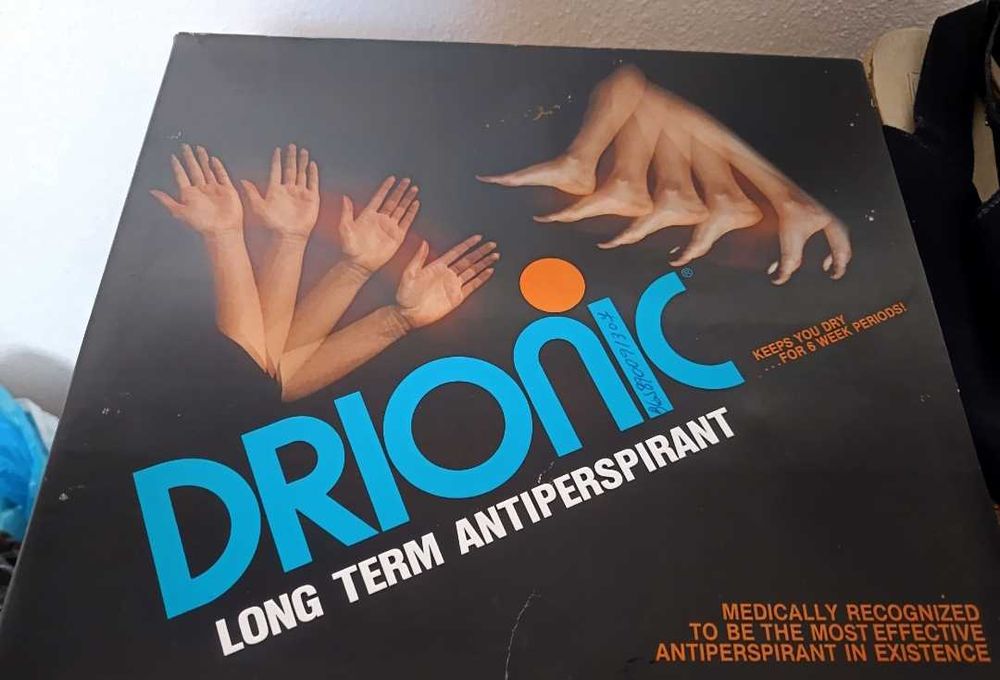 DRIONIC®
KEEPS YOU DRY
....FOR 6 WEEK PERIODS!
LONG TERM ANTIPERSPIRANT
MEDICALLY RECOGNIZED
TO BE THE MOST EFFECTIVE
ANTIPERSPIRANT IN EXISTENCE